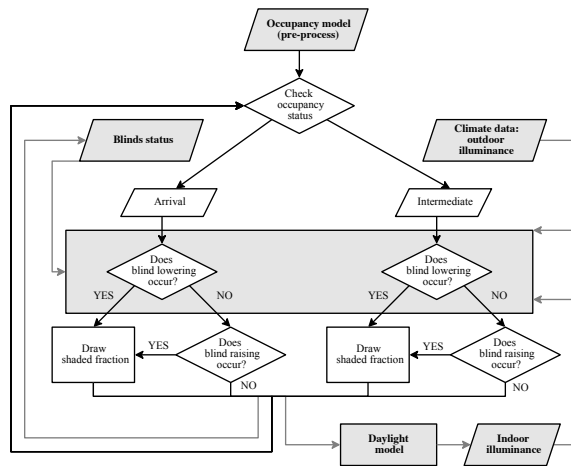 Occupancy model
(pre-process)
Check
occupancy
status
Blinds status
Climate data:
outdoor
illuminance
Arrival
Intermediate
Does
blind lowering
occur?
Does
blind lowering
occur?
YES
NO
YES
NO
Draw
shaded fraction
YES
Does
blind raising
occur?
Draw
shaded fraction
YES
Does
blind raising
occur?
NO
NO
Daylight
model
Indoor
illuminance